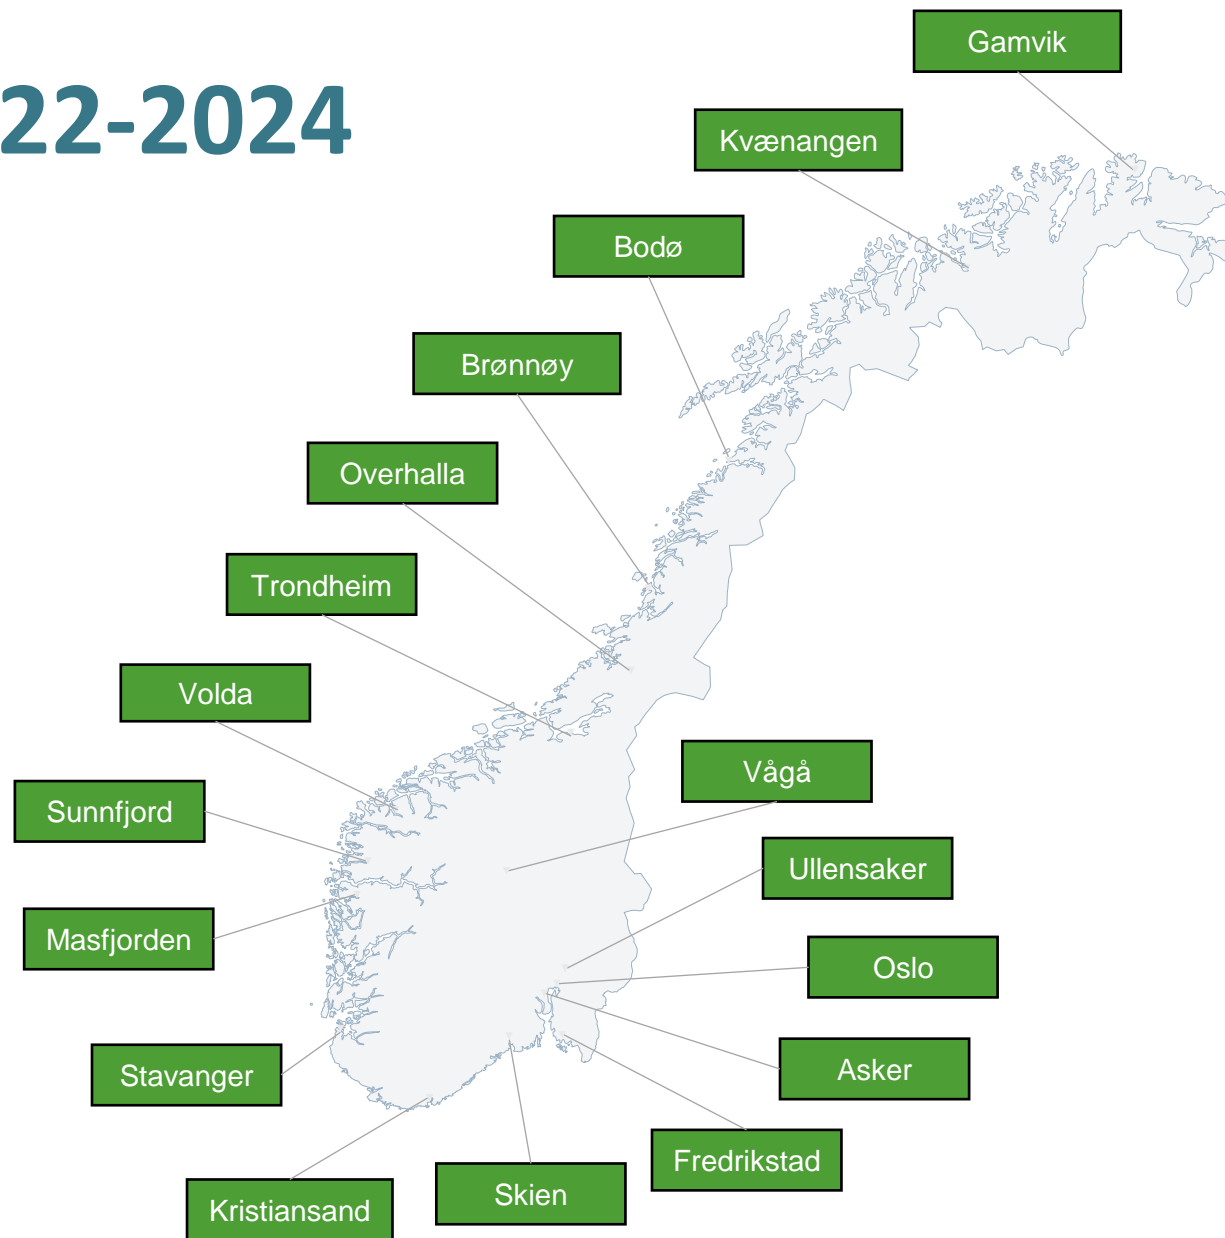 22-2024
Gamvik
Kvænangen
Bodø
Brønnøy
Overhalla
Trondheim
Volda
Vågå
Sunnfjord
Ullensaker
Masfjorden
Oslo
Stavanger
Asker
Fredrikstad
Skien
Kristiansand